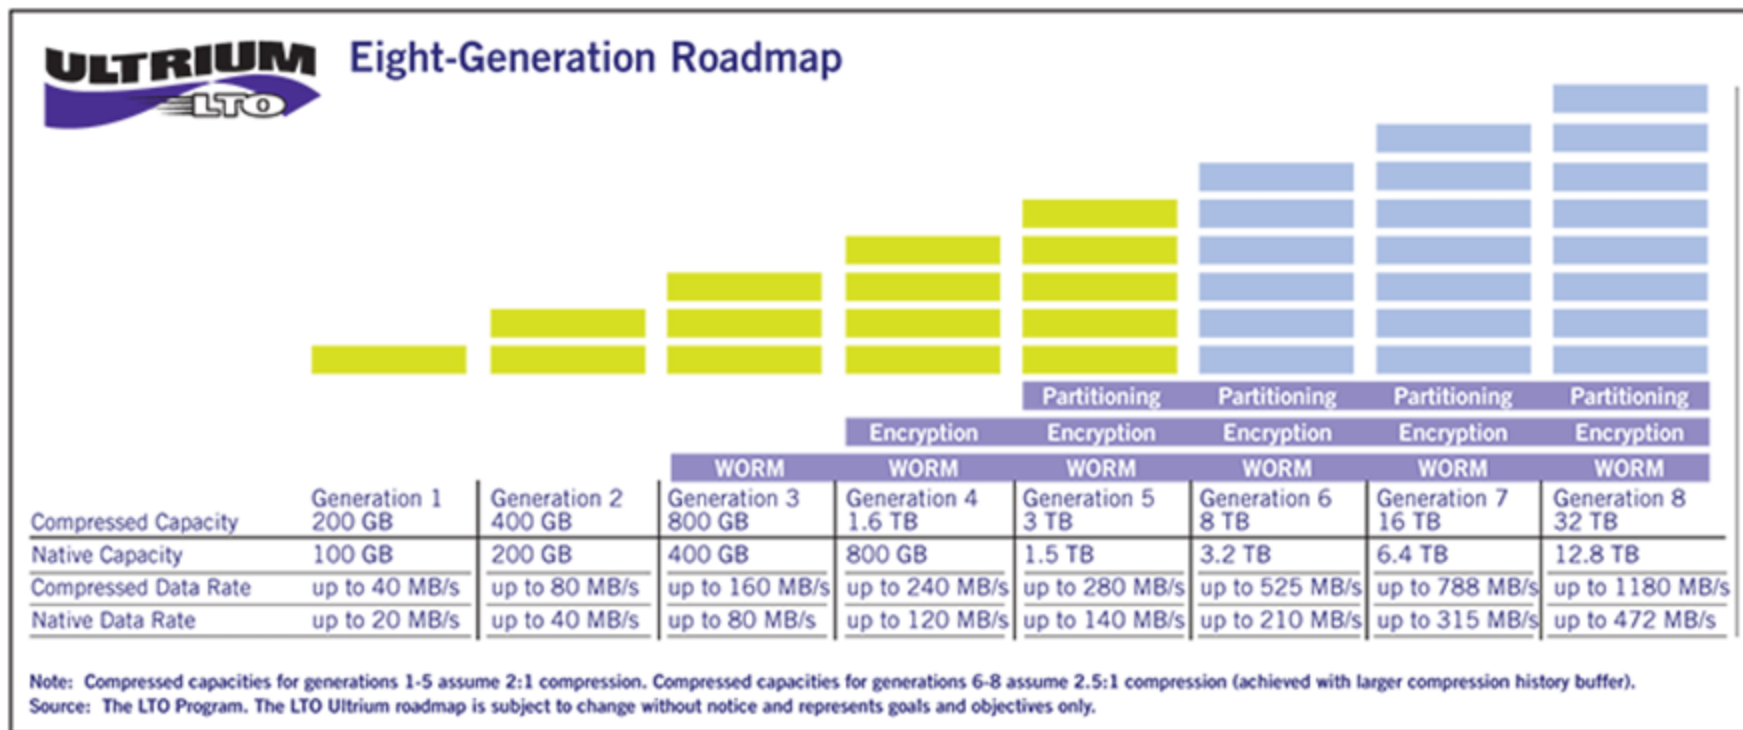 ULTRIUM
LTO
Eight-Generation Roadmap
Partitioning Partitioning Partitioning Partitioning
Encryption Encryption Encryption Encryption Encryption
WORM WORM WORM WORM WORM WORM
Generation 1 Generation 2 Generation 3 Generation 4 Generation 5 Generation 6 Generation 7 Generation 8
Compressed Capacity 200 GB 400 GB 800 GB 1.6 TB 3 TB 8 TB 16 TB 32 TB
Native Capacity 100 GB 200 GB 400 GB 800 GB 1.5 TB 3.2 TB 6.4 TB 12.8 TB
Compressed Data Rate up to 40 MB/s up to 80 MB/s up to 160 MB/s up to 240 MB/s up to 280 MB/s up to 525 MB/s up to 788 MB/s up to 1180 MB/s
Native Data Rate up to 20 MB/s up to 40 MB/s up to 80 MB/s up to 120 MB/s up to 140 MB/s up to 210 MB/s up to 315 MB/s up to 472 MB/s
Note: Compressed capacities for generations 1-5 assume 2:1 compression. Compressed capacities for generations 6-8 assume 2.5:1 compression (achieved with larger compression history buffer).
Source: The LTO Program. The LTO Ultrium roadmap is subject to change without notice and represents goals and objectives only.